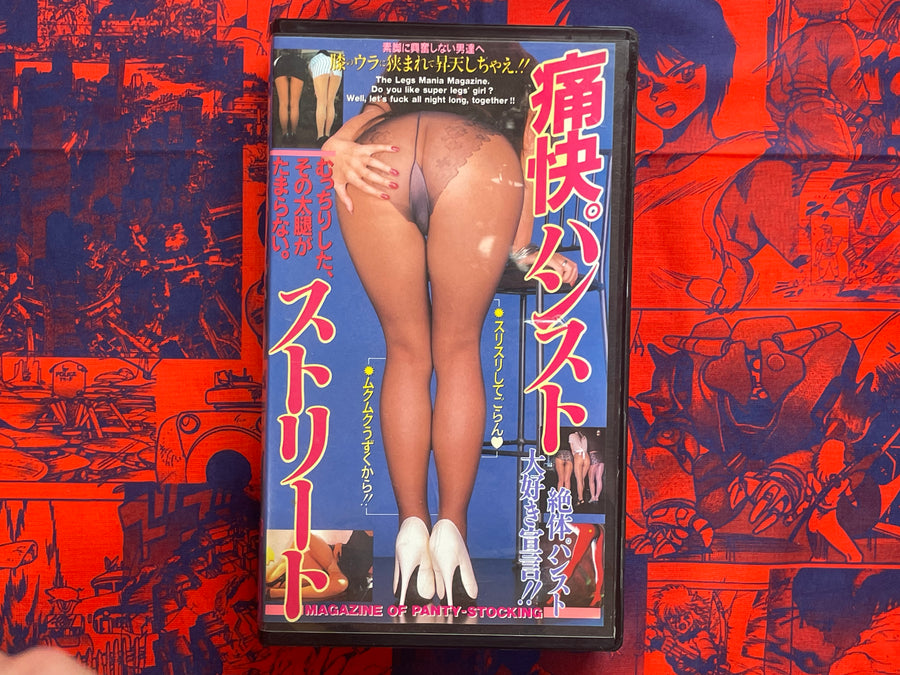 素脚に興奮しない男達へ
膝のウラに狭まれて昇天しちゃえ.!!
The Legs Mania Magazine.
Do you like super legs' girl ?
Well, let's fuck all night long, together !!
痛快。パンスト
ストリート
むっちりした、
その太腿が
たまらない。
スリスリしてごらん♥
ムクムクうずくから!!
絶体・パンスト
大好き宣言!!
MAGAZINE OF PANTY-STOCKING
POLICE